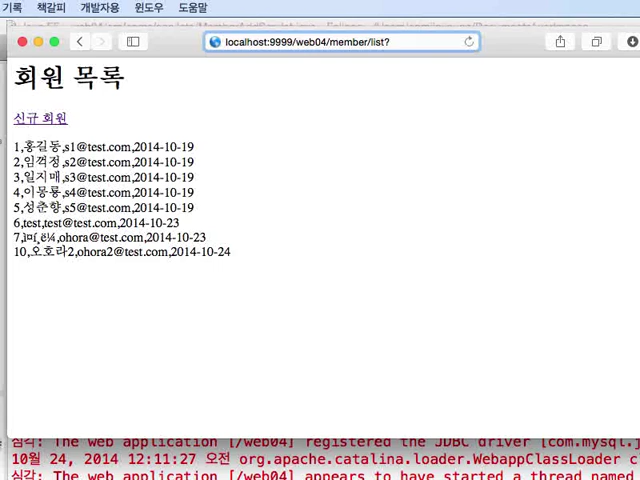 기록 책갈피 개발자용 윈도우 도움말
localhost:9999/web04/member/list?
회원 목록
신규 회원
1,홍길동,s1@test.com,2014-10-19
2,임꺽정,s2@test.com,2014-10-19
3,일지매,s3@test.com,2014-10-19
4,이몽룡,s4@test.com,2014-10-19
5,성춘향,s5@test.com,2014-10-19
6,test,test@test.com,2014-10-23
7,ì¤í¸ë¼,ohora@test.com,2014-10-23
10,오호라2,ohora2@test.com,2014-10-24
심각: The web application [/web04] registered the JDBC driver [com.mysql.j
10월 24, 2014 12:11:27 오전 org.apache.catalina.loader.WebappClassLoader c
심각: The web application [/web04] appears to have started a thread named